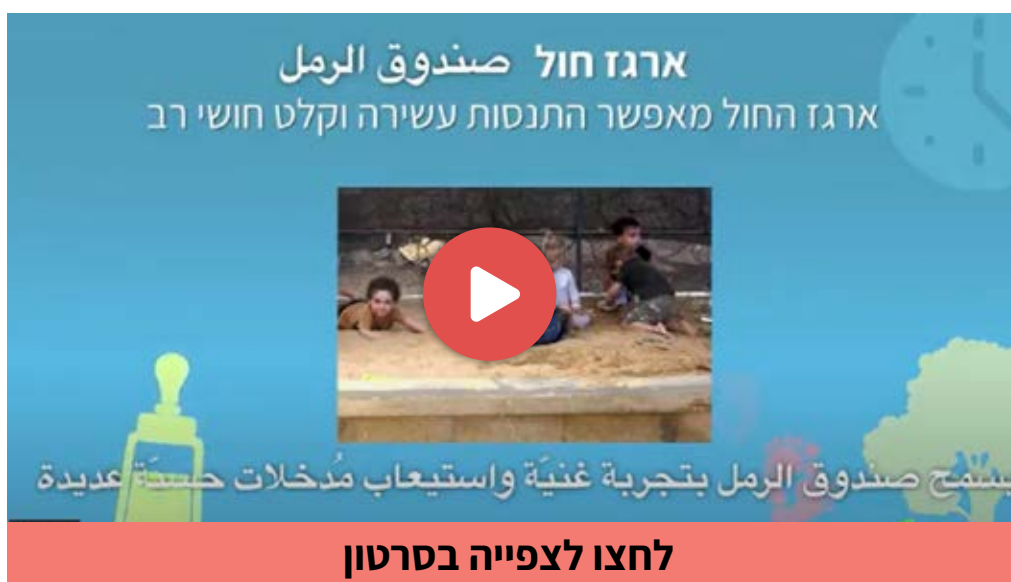 ארגז חול صندوق الرمل
ארגז החול מאפשר התנסות עשירה וקלט חושי רב
يسمح صندوق الرمل بتجربة غنيّة واستيعاب مُدخلات حسيّة عديدة
לחצו לצפייה בסרטון